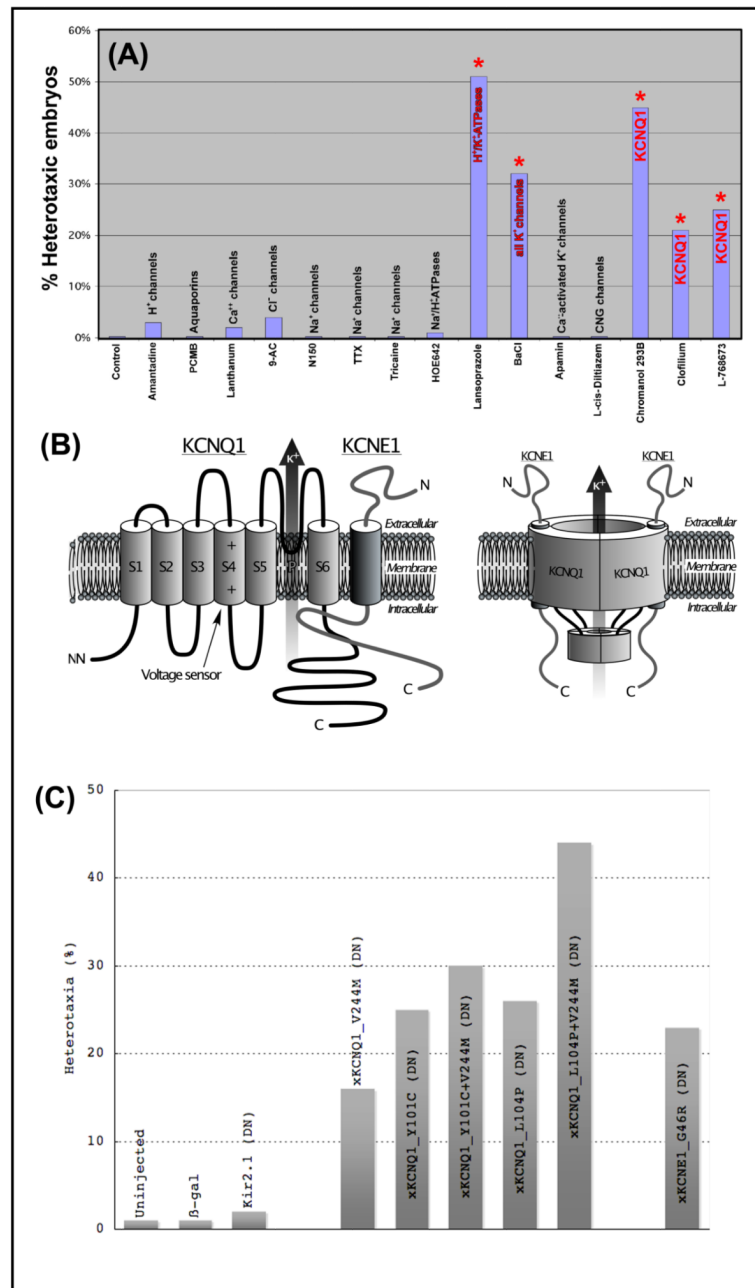 (A)
% Heterotaxic embryos
60%
50%
40%
30%
20%
10%
0%
H⁺ channels
Aquaporins
Ca⁺⁺ channels
Cl⁻ channels
Na⁺ channels
Na⁺ channels
Na⁺ channels
Na⁺/H⁺-ATPases
*
H⁺/K⁺-ATPases
*
all K⁺ channels
Ca⁺⁺-activated K⁺ channels
CNG channels
*
KCNQ1
*
KCNQ1
*
KCNQ1
Control
Amantadine
PCMB
Lanthanum
9-AC
N150
TTX
Tricaine
HOE642
Lansoprazole
BaCl
Apamin
L-cis-Diltiazem
Chromanol 293B
Clofilium
L-768673
(B)
KCNQ1
K⁺
KCNE1
N
Extracellular
Membrane
Intracellular
S1
S2
S3
+
S4
+
S5
P
S6
NN
Voltage sensor
C
C
KCNE1
K⁺
KCNE1
N
N
Extracellular
Membrane
Intracellular
KCNQ1
KCNQ1
C
C
(C)
Heterotaxia (%)
50
40
30
20
10
0
Uninjected
ß-gal
Kir2.1 (DN)
xKCNQ1_V244M (DN)
xKCNQ1_Y101C (DN)
xKCNQ1_Y101C+V244M (DN)
xKCNQ1_L104P (DN)
xKCNQ1_L104P+V244M (DN)
xKCNE1_G46R (DN)